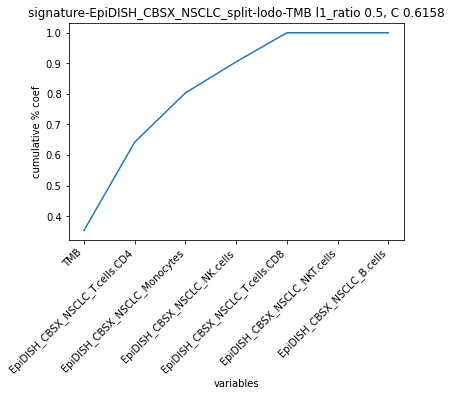 signature-EpiDISH_CBSX_NSCLC_split-lodo-TMB l1_ratio 0.5, C 0.6158
cumulative % coef
1.0
0.9
0.8
0.7
0.6
0.5
0.4
TMB
EpiDISH_CBSX_NSCLC_T.cells.CD4
EpiDISH_CBSX_NSCLC_Monocytes
EpiDISH_CBSX_NSCLC_NK.cells
EpiDISH_CBSX_NSCLC_T.cells.CD8
EpiDISH_CBSX_NSCLC_NKT.cells
EpiDISH_CBSX_NSCLC_B.cells
variables